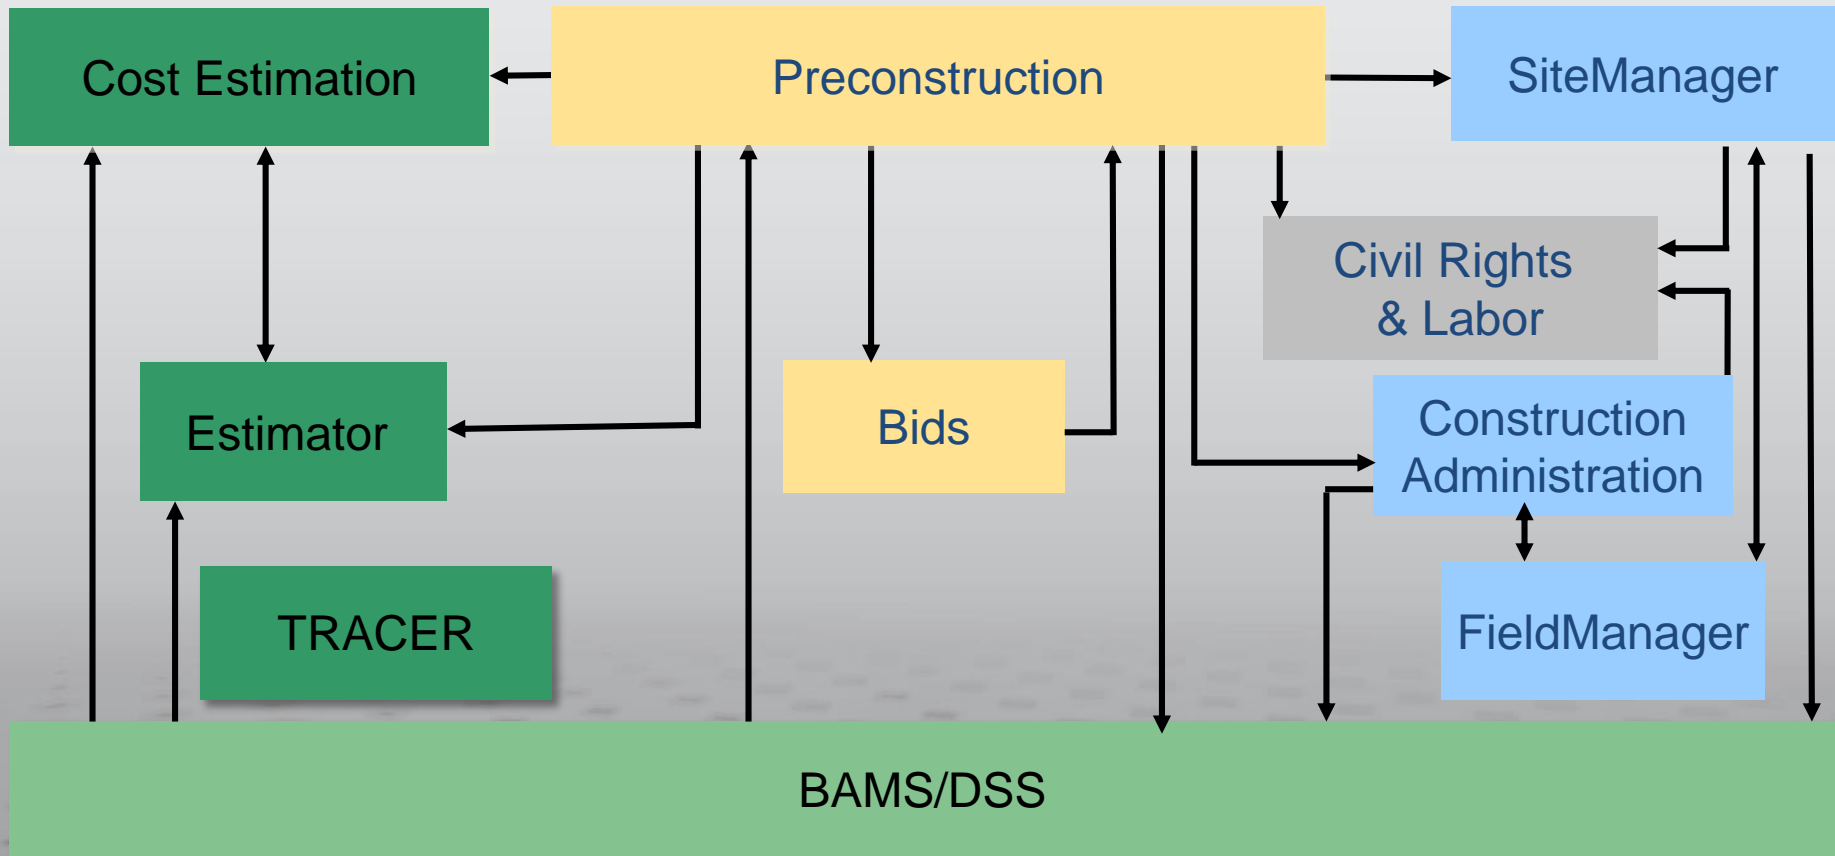 Cost Estimation
Preconstruction
SiteManager
Civil Rights
& Labor
Estimator
Bids
Construction
Administration
TRACER
FieldManager
BAMS/DSS